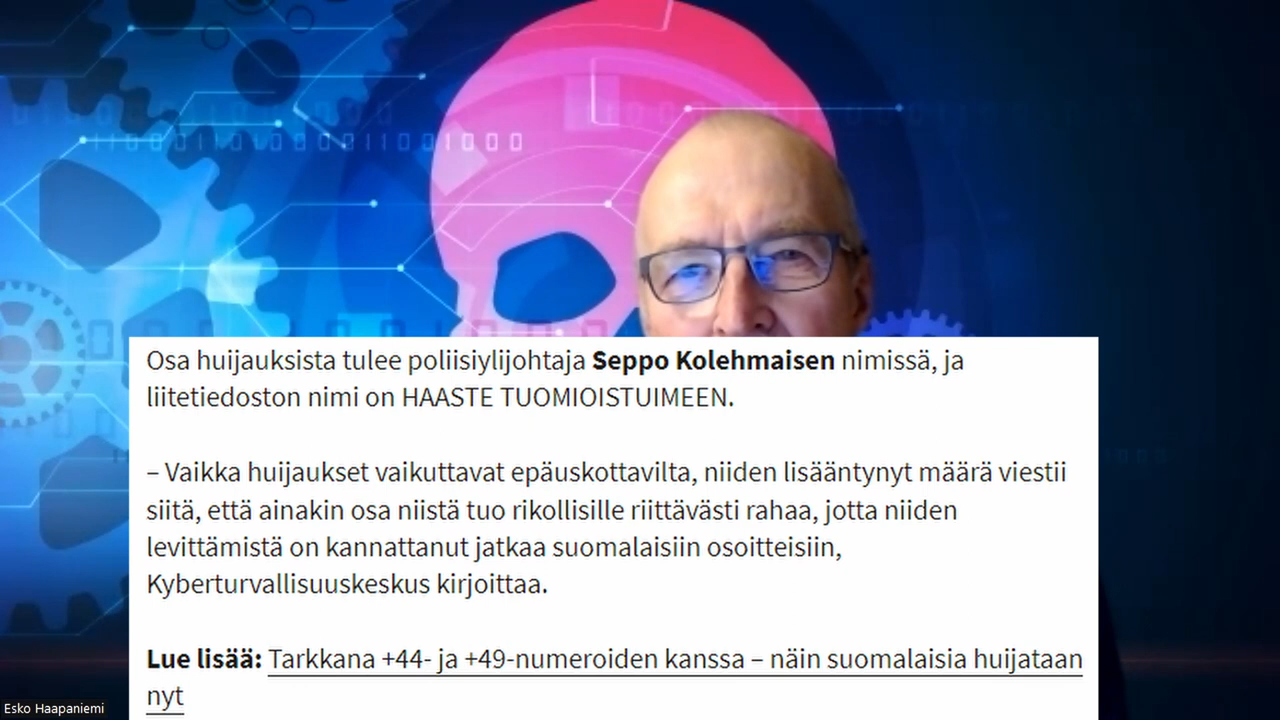 Osa huijauksista tulee poliisiylijohtaja Seppo Kolehmaisen nimissä, ja
liitetiedoston nimi on HAASTE TUOMIOISTUIMEEN.
– Vaikka huijaukset vaikuttavat epäuskottavilta, niiden lisääntynyt määrä viestii
siitä, että ainakin osa niistä tuo rikollisille riittävästi rahaa, jotta niiden
levittämistä on kannattanut jatkaa suomalaisiin osoitteisiin,
Kyberturvallisuuskeskus kirjoittaa.
Lue lisää: Tarkkana +44- ja +49-numeroiden kanssa – näin suomalaisia huijataan
nyt
Esko Haapaniemi